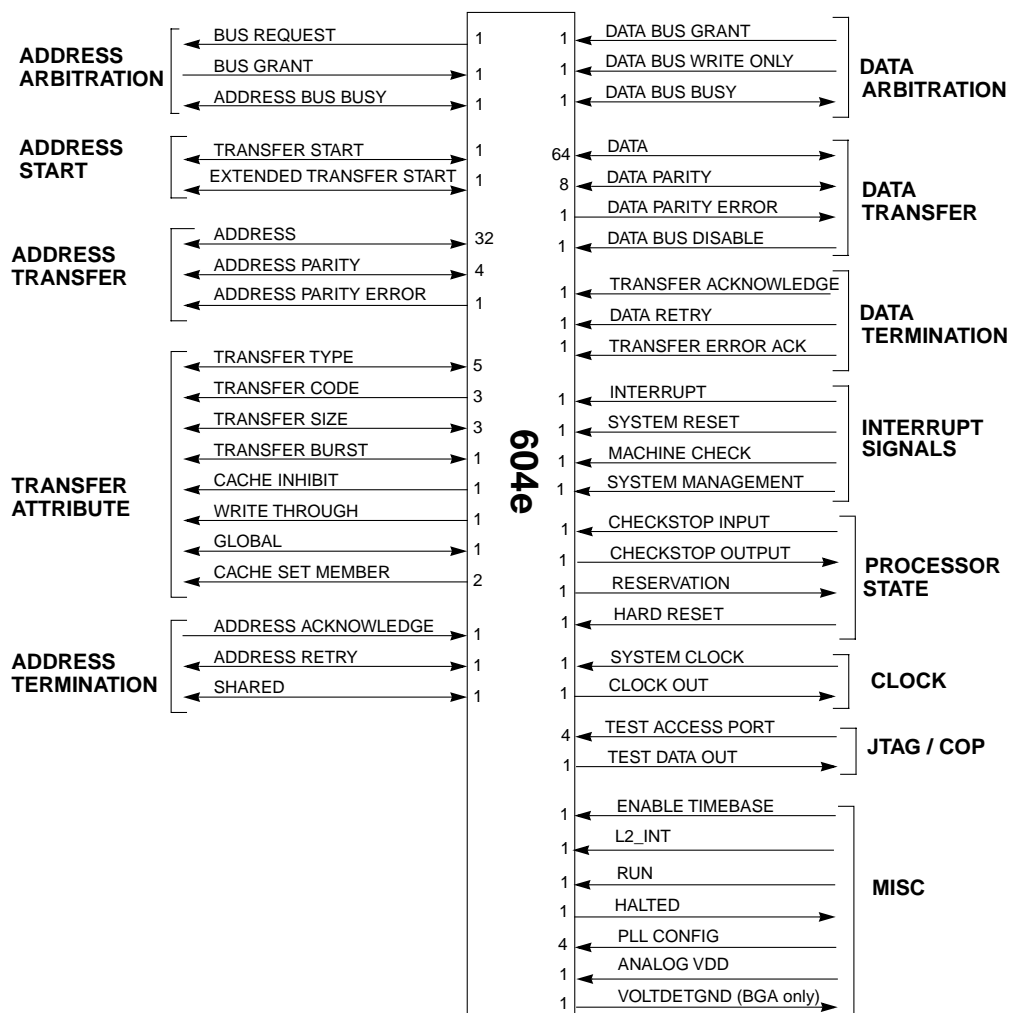 ADDRESS
ARBITRATION
BUS REQUEST 1
BUS GRANT 1
ADDRESS BUS BUSY 1
ADDRESS
START
TRANSFER START 1
EXTENDED TRANSFER START 1
ADDRESS
TRANSFER
ADDRESS 32
ADDRESS PARITY 4
ADDRESS PARITY ERROR 1
TRANSFER
ATTRIBUTE
TRANSFER TYPE 5
TRANSFER CODE 3
TRANSFER SIZE 3
TRANSFER BURST 1
CACHE INHIBIT 1
WRITE THROUGH 1
GLOBAL 1
CACHE SET MEMBER 2
ADDRESS
TERMINATION
ADDRESS ACKNOWLEDGE 1
ADDRESS RETRY 1
SHARED 1
604e
1 DATA BUS GRANT
1 DATA BUS WRITE ONLY
1 DATA BUS BUSY
DATA
ARBITRATION
64 DATA
8 DATA PARITY
1 DATA PARITY ERROR
1 DATA BUS DISABLE
DATA
TRANSFER
1 TRANSFER ACKNOWLEDGE
1 DATA RETRY
1 TRANSFER ERROR ACK
DATA
TERMINATION
1 INTERRUPT
1 SYSTEM RESET
1 MACHINE CHECK
1 SYSTEM MANAGEMENT
INTERRUPT
SIGNALS
1 CHECKSTOP INPUT
1 CHECKSTOP OUTPUT
1 RESERVATION
1 HARD RESET
PROCESSOR
STATE
1 SYSTEM CLOCK
1 CLOCK OUT
CLOCK
4 TEST ACCESS PORT
1 TEST DATA OUT
JTAG / COP
1 ENABLE TIMEBASE
1 L2_INT
1 RUN
1 HALTED
4 PLL CONFIG
1 ANALOG VDD
1 VOLTDETGND (BGA only)
MISC